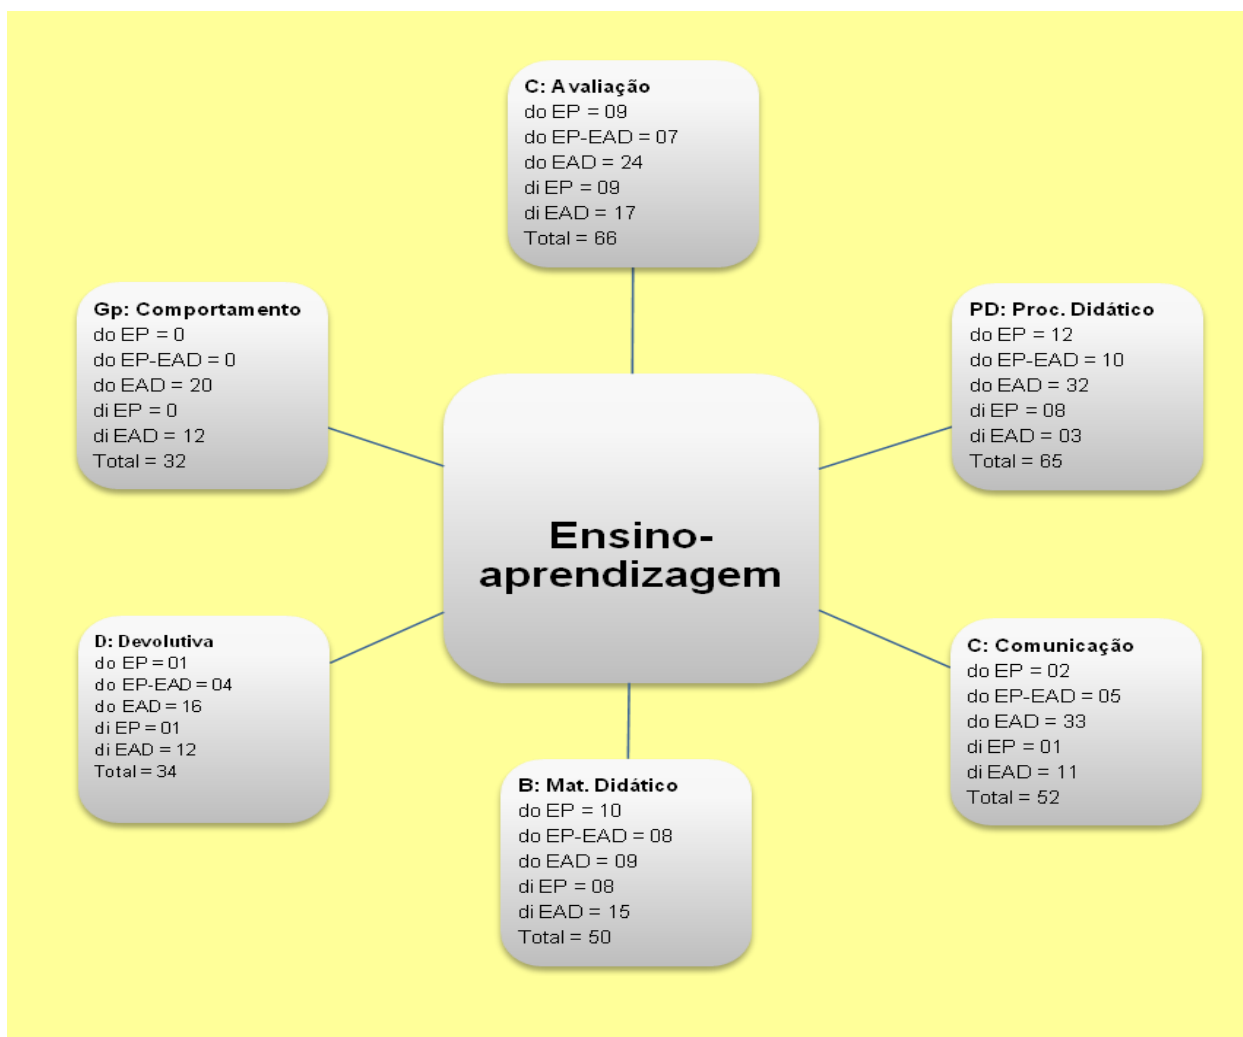 C: Avaliação
do EP = 09
do EP-EAD = 07
do EAD = 24
di EP = 09
di EAD = 17
Total = 66
Gp: Comportamento
do EP = 0
do EP-EAD = 0
do EAD = 20
di EP = 0
di EAD = 12
Total = 32
PD: Proc. Didático
do EP = 12
do EP-EAD = 10
do EAD = 32
di EP = 08
di EAD = 03
Total = 65
Ensino-
aprendizagem
D: Devolutiva
do EP = 01
do EP-EAD = 04
do EAD = 16
di EP = 01
di EAD = 12
Total = 34
C: Comunicação
do EP = 02
do EP-EAD = 05
do EAD = 33
di EP = 01
di EAD = 11
Total = 52
B: Mat. Didático
do EP = 10
do EP-EAD = 08
do EAD = 09
di EP = 08
di EAD = 15
Total = 50